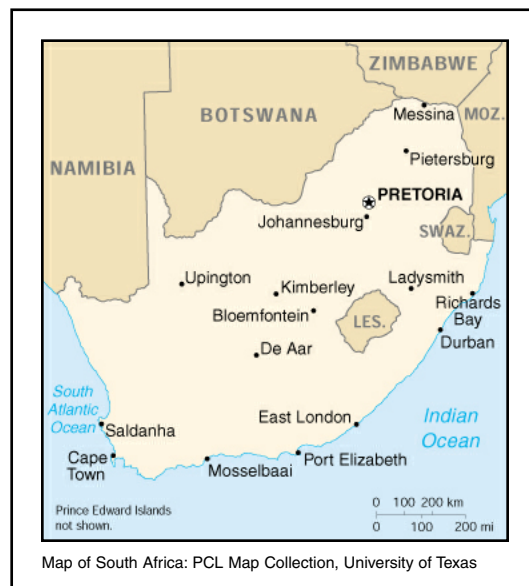 ZIMBABWE
BOTSWANA
Messina
MOZ.
NAMIBIA
Pietersburg
PRETORIA
Johannesburg
SWAZ.
Upington
Kimberley
Ladysmith
Bloemfontein
LES.
Richards
Bay
Durban
De Aar
South
Atlantic
Ocean
Saldanha
East London
Indian
Ocean
Cape
Town
Mosselbaai
Port Elizabeth
Prince Edward Islands
not shown.
0 100 200 km
0 100 200 mi
Map of South Africa: PCL Map Collection, University of Texas